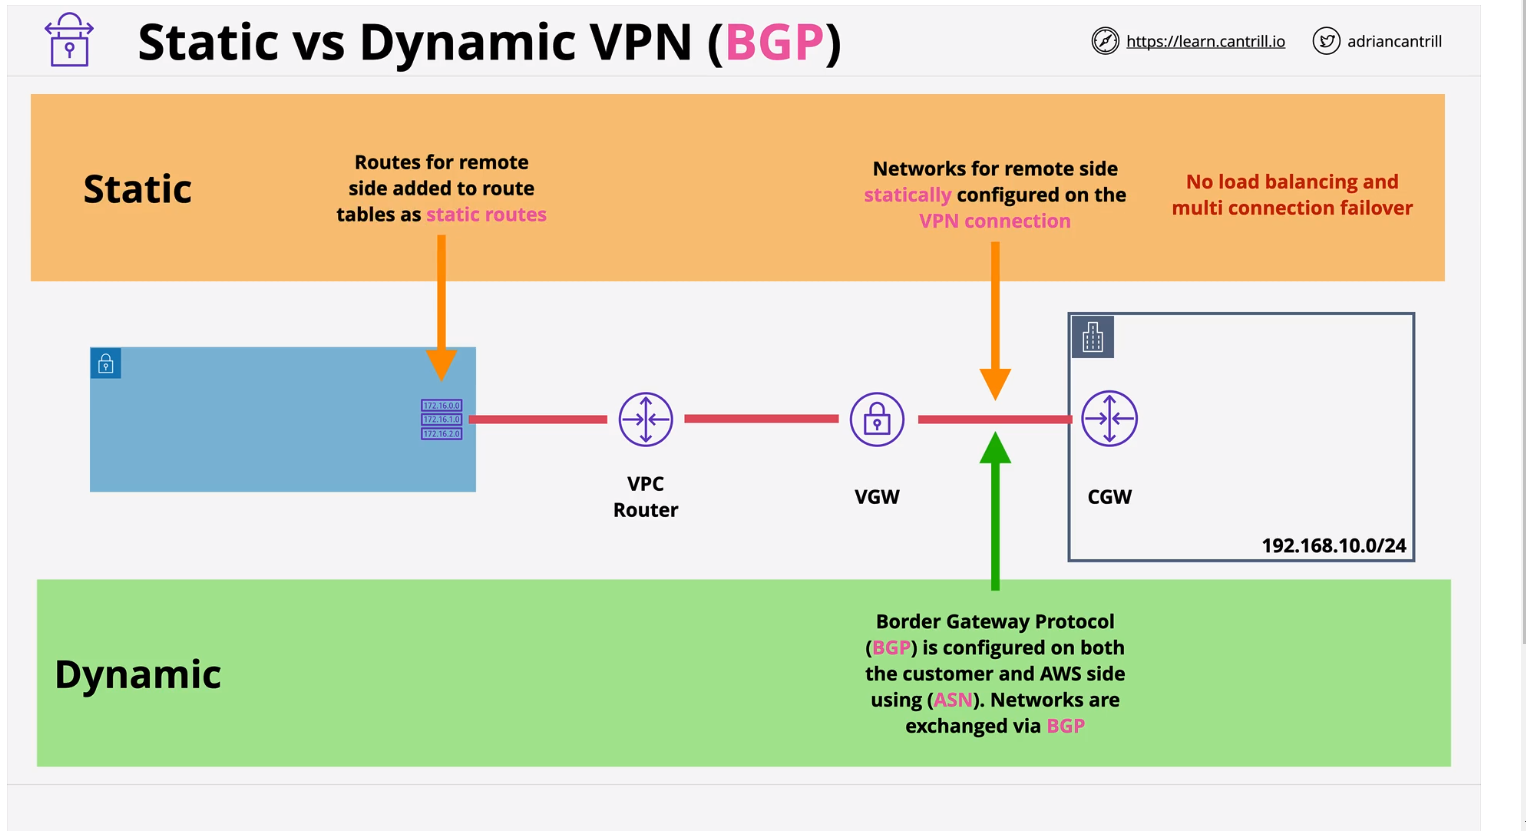 Static vs Dynamic VPN (BGP)
https://learn.cantrill.io
adriancantrill
Static
Routes for remote
side added to route
tables as static routes
Networks for remote side
statically configured on the
VPN connection
No load balancing and
multi connection failover
172.16.0.0
172.16.1.0
172.16.2.0
VPC
Router
VGW
CGW
192.168.10.0/24
Dynamic
Border Gateway Protocol
(BGP) is configured on both
the customer and AWS side
using (ASN). Networks are
exchanged via BGP